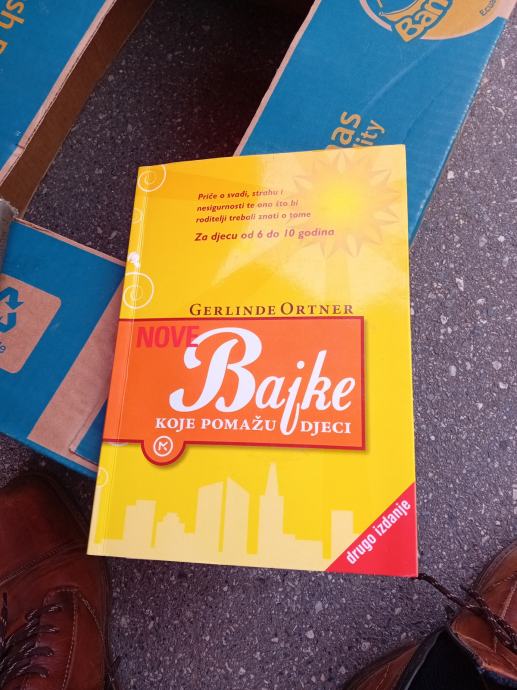 Priče o svađi, strahu i
nesigurnosti te ono što bi
roditelji trebali znati o tome
Za djecu od 6 do 10 godina
GERLINDE ORTNER
NOVE
Bajke
KOJE POMAŽU DJECI
drugo izdanje